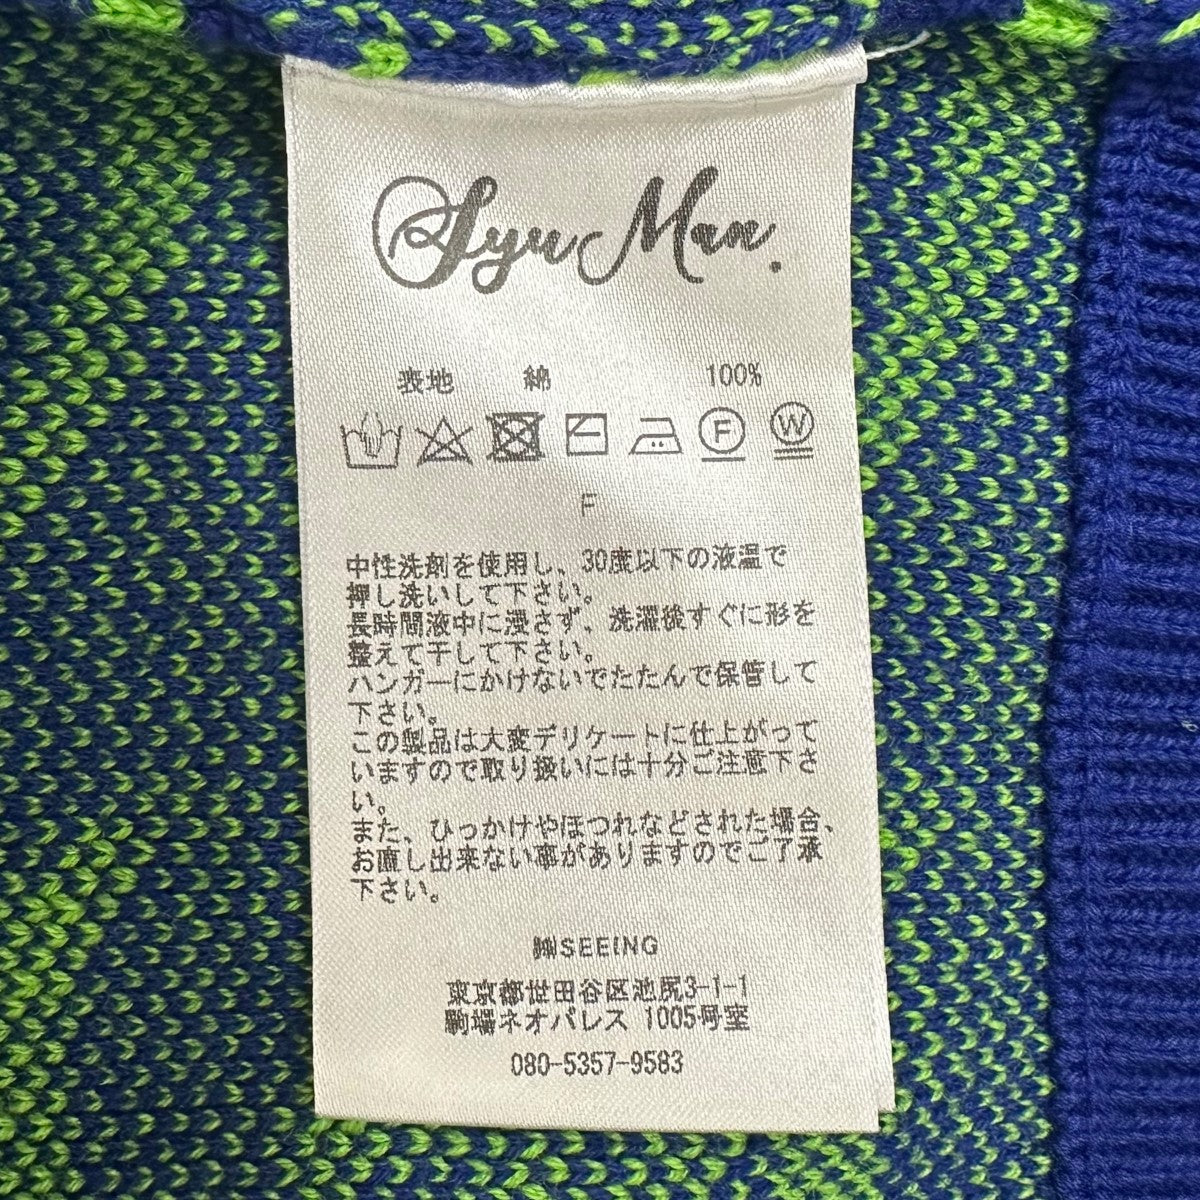 Syu Man.
表地 綿 100%
F W
F
中性洗剤を使用し、30度以下の液温で
押し洗いして下さい。
長時間液中に浸さず、洗濯後すぐに形を
整えて干して下さい。
ハンガーにかけないでたたんで保管して
下さい。
この製品は大変デリケートに仕上がって
いますので取り扱いには十分ご注意下さ
い。
また、ひっかけやほつれなどされた場合、
お直し出来ない事がありますのでご了承
下さい。
㈱SEEING
東京都世田谷区池尻3-1-1
駒場ネオパレス 1005号室
080-5357-9583